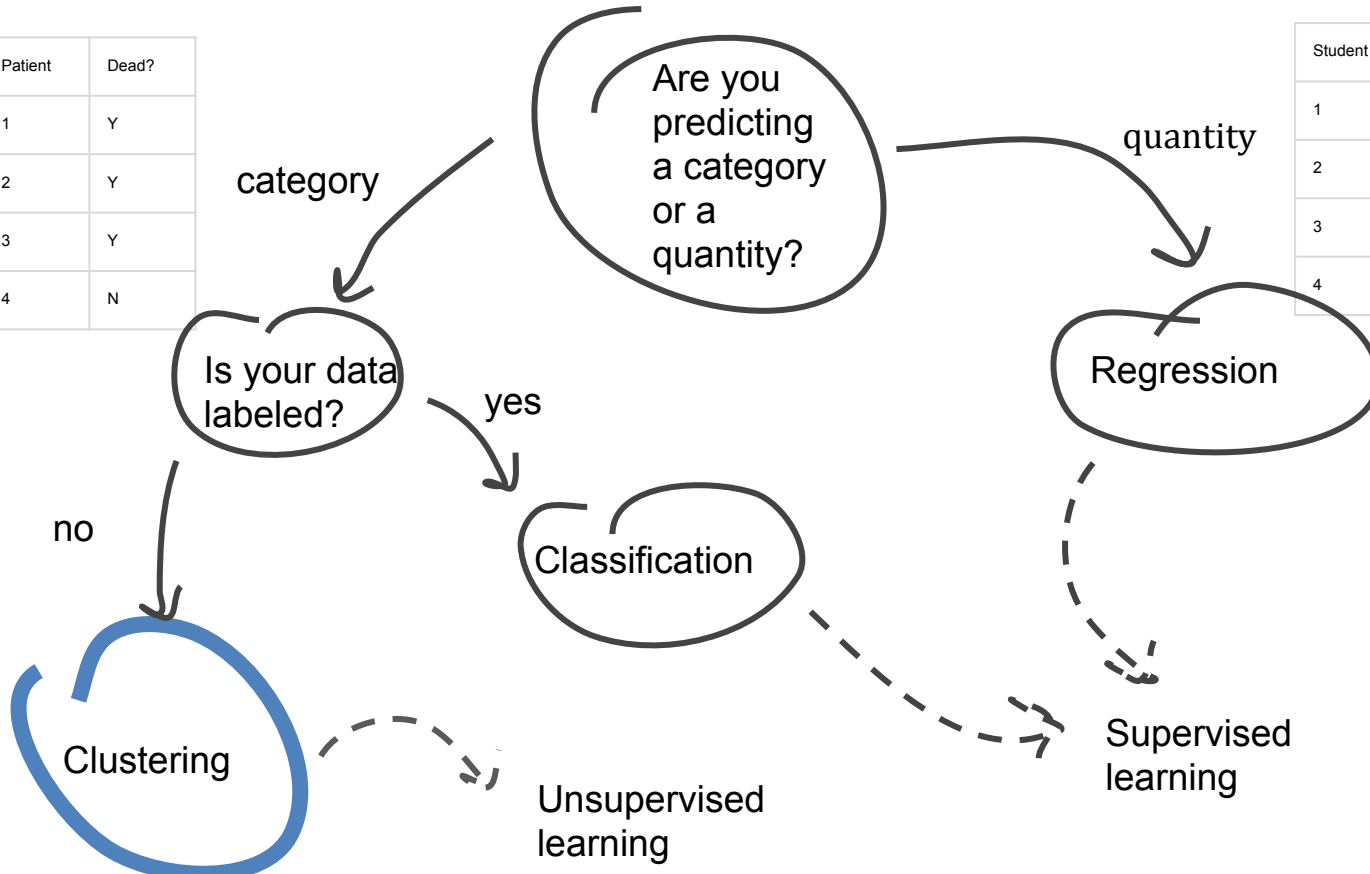 Patient Dead?
1 Y
2 Y
3 Y
4 N
Are you
predicting
a category
or a
quantity?
category
quantity
Student
1
2
3
4
Is your data
labeled?
yes
no
Regression
Classification
Clustering
Unsupervised
learning
Supervised
learning